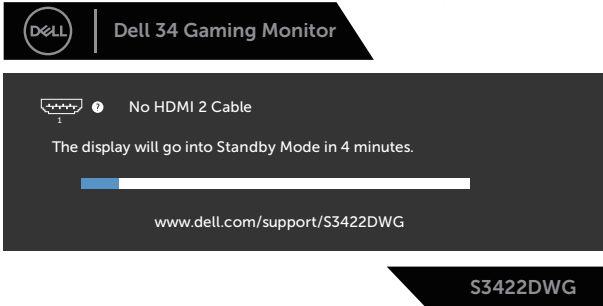 DELL
Dell 34 Gaming Monitor
? No HDMI 2 Cable
1
The display will go into Standby Mode in 4 minutes.
www.dell.com/support/S3422DWG
S3422DWG